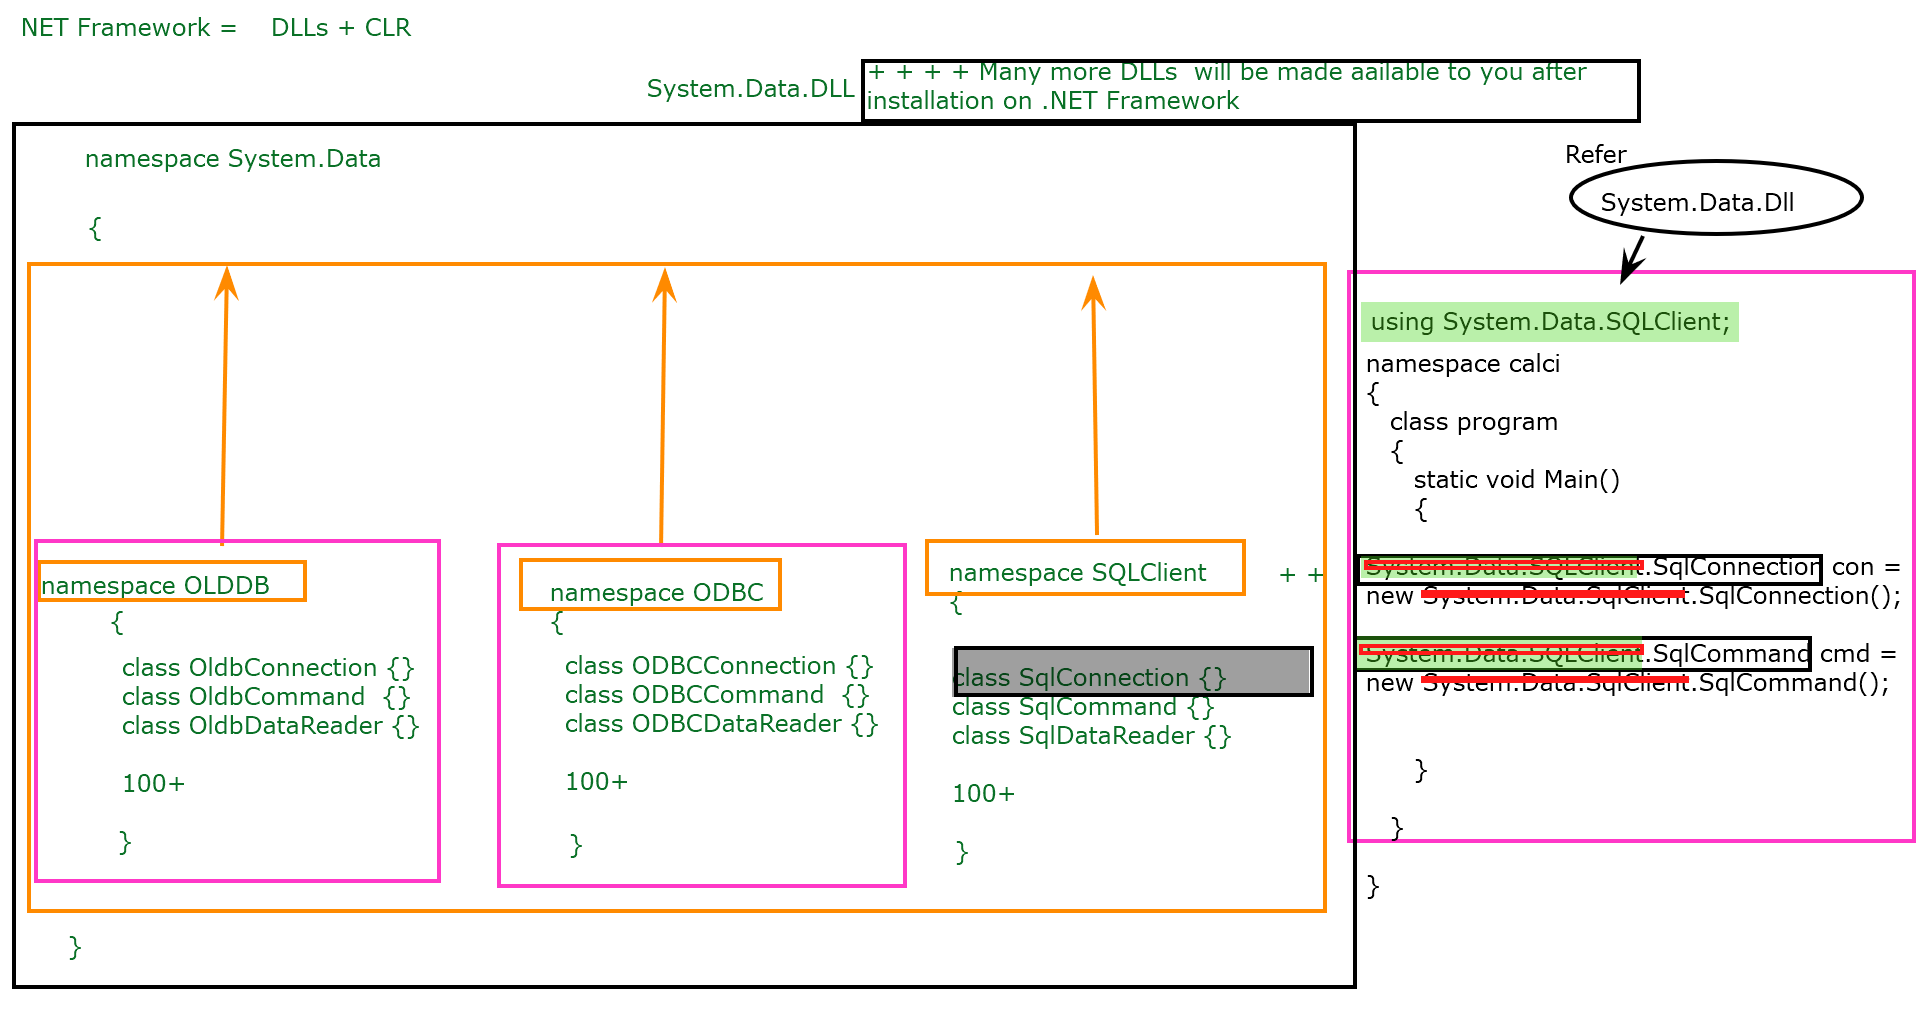 NET Framework =    DLLs + CLR
System.Data.DLL
+ + + + Many more DLLs  will be made aailable to you after
installation on .NET Framework
namespace System.Data
{
namespace OLDDB
{
class OldbConnection {}
class OldbCommand  {}
class OldbDataReader {}
100+
}
namespace ODBC
{
class ODBCConnection {}
class ODBCCommand  {}
class ODBCDataReader {}
100+
}
namespace SQLClient
{
class SqlConnection {}
class SqlCommand {}
class SqlDataReader {}
100+
}
+ +
}
Refer
System.Data.Dll
using System.Data.SQLClient;
namespace calci
{
class program
{
static void Main()
{
System.Data.SQLClient.SqlConnection con =
new System.Data.SqlClient.SqlConnection();
System.Data.SQLClient.SqlCommand cmd =
new System.Data.SqlClient.SqlCommand();
}
}
}